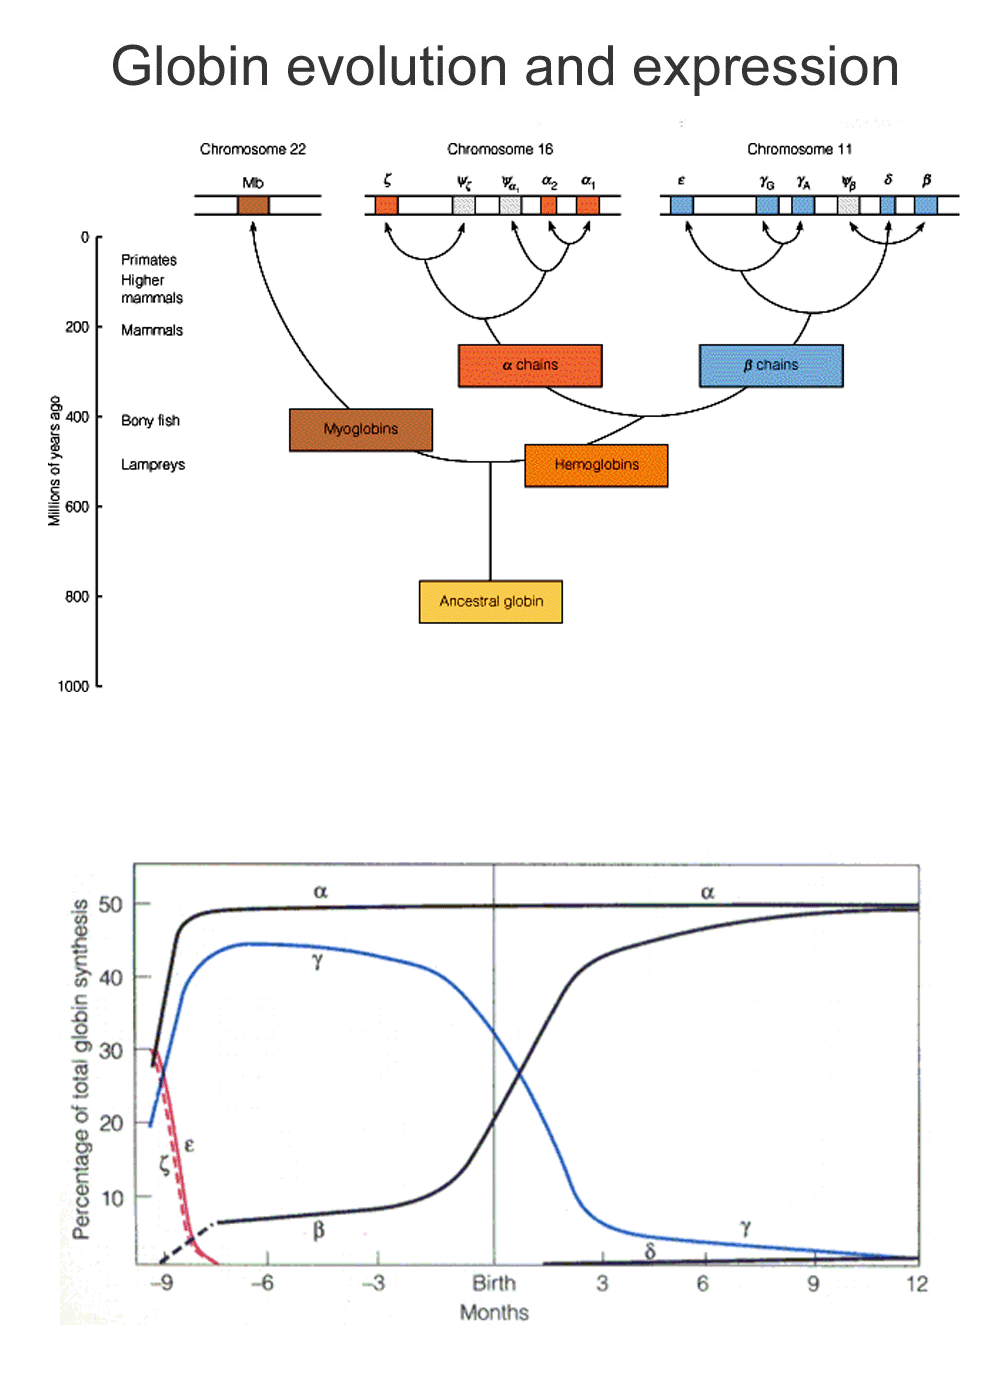 Globin evolution and expression
Chromosome 22
Chromosome 16
Chromosome 11
Mb
ζ
ψζ
ψα1
α2
α1
ε
γG
γA
ψβ
δ
β
0
Primates
Higher
mammals
200
Mammals
α chains
β chains
400
Bony fish
Myoglobins
Lampreys
Hemoglobins
600
800
Ancestral globin
1000
Millions of years ago
Percentage of total globin synthesis
50
40
30
20
10
α
α
γ
ε
ζ
β
γ
δ
–9
–6
–3
Birth
3
6
9
12
Months